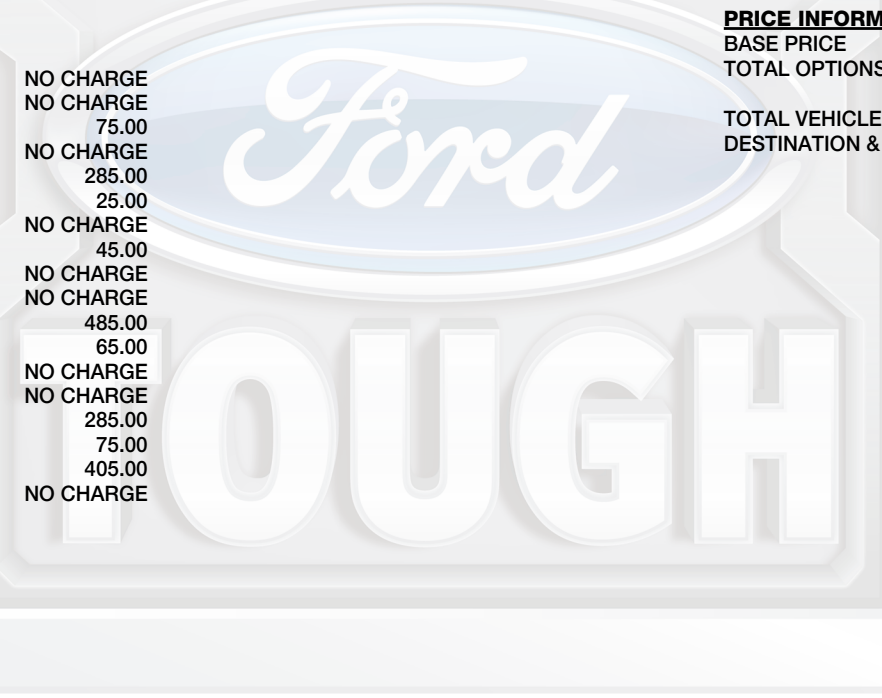 NO CHARGE
NO CHARGE
75.00
NO CHARGE
285.00
25.00
NO CHARGE
45.00
NO CHARGE
NO CHARGE
485.00
65.00
NO CHARGE
NO CHARGE
285.00
75.00
405.00
NO CHARGE
PRICE INFORM
BASE PRICE
TOTAL OPTIONS
TOTAL VEHICLE
DESTINATION &
Ford
TOUGH